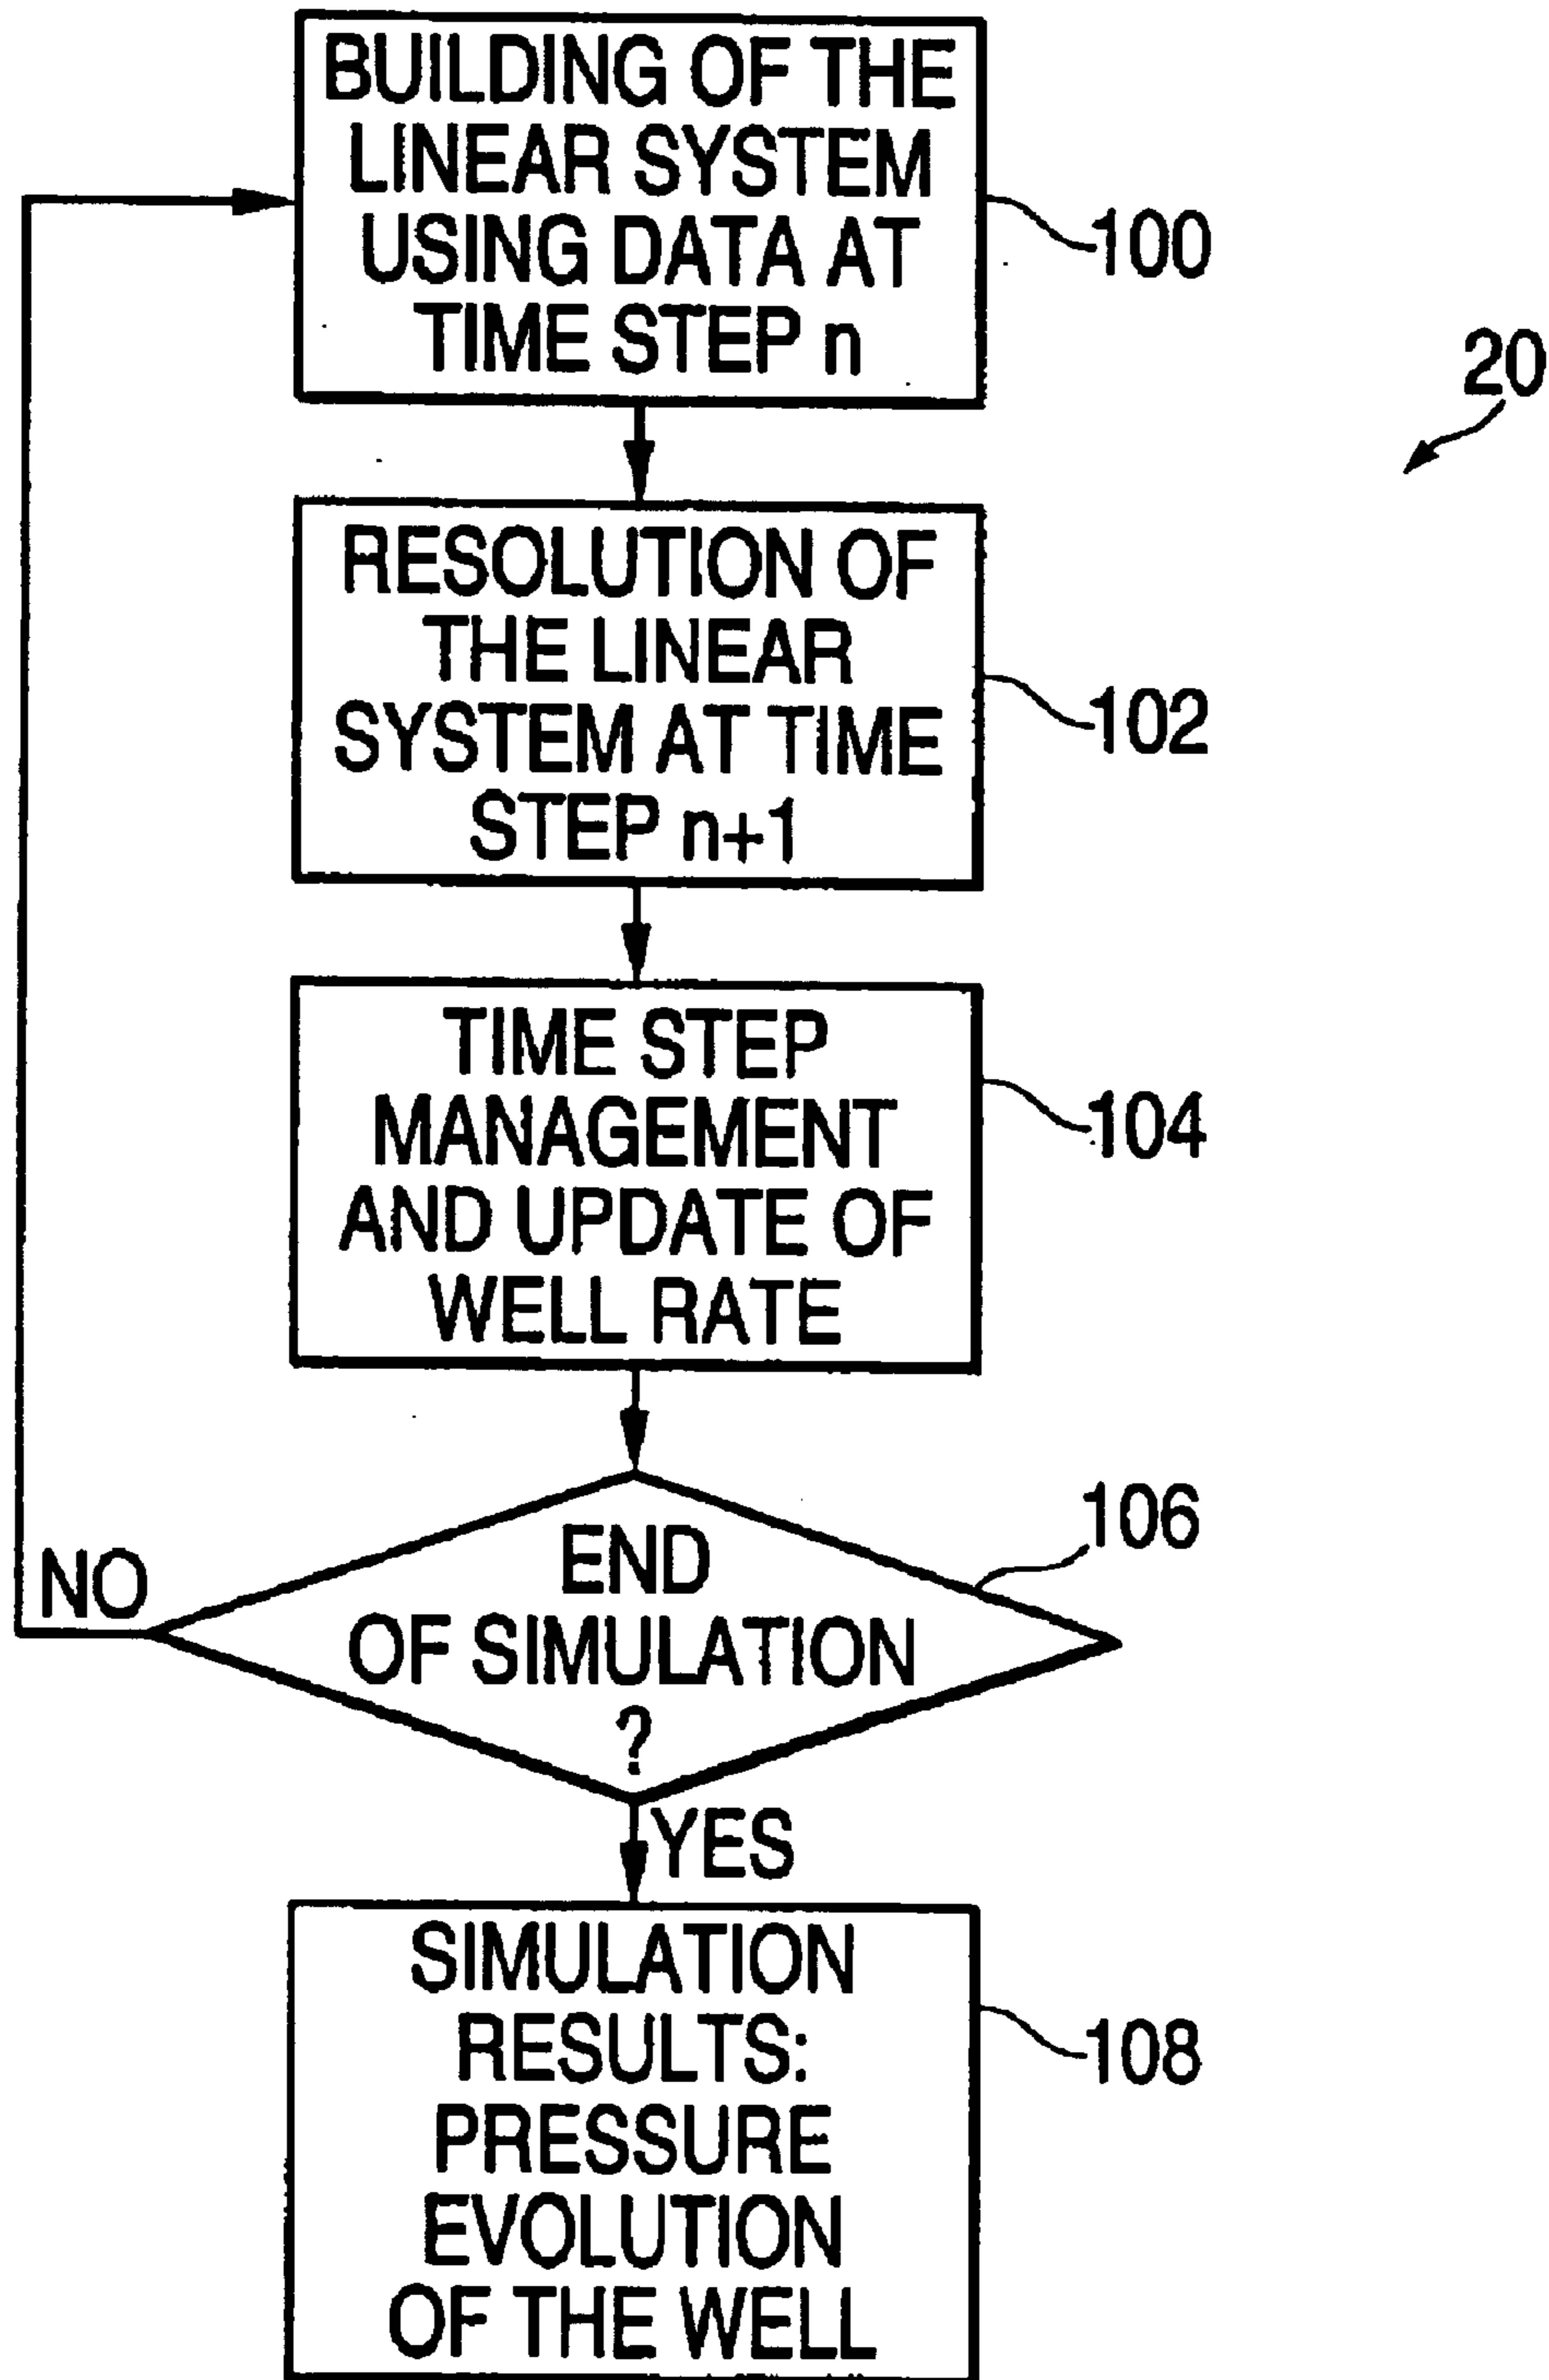 BUILDING OF THE
LINEAR SYSTEM
USING DATA AT
TIME STEP n
100
20
RESOLUTION OF
THE LINEAR
SYSTEM AT TIME
STEP n+1
102
TIME STEP
MANAGEMENT
AND UPDATE OF
WELL RATE
104
106
END
OF SIMULATION
?
NO
YES
SIMULATION
RESULTS:
PRESSURE
EVOLUTION
OF THE WELL
108